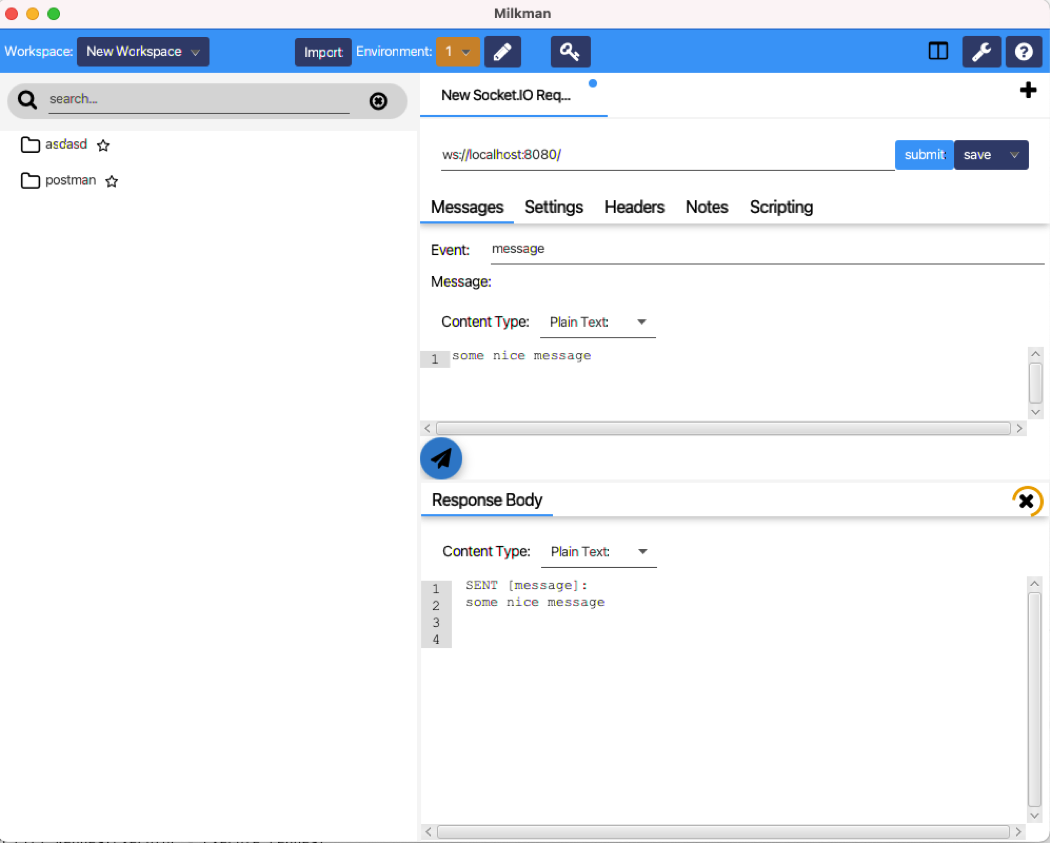 Milkman
Workspace: New Workspace Import Environment: 1
search...
New Socket.IO Req...
asdasd
postman
ws://localhost:8080/ submit save
Messages Settings Headers Notes Scripting
Event: message
Message:
Content Type: Plain Text
1 some nice message
Response Body
Content Type: Plain Text
1 SENT [message]:
2 some nice message
3
4